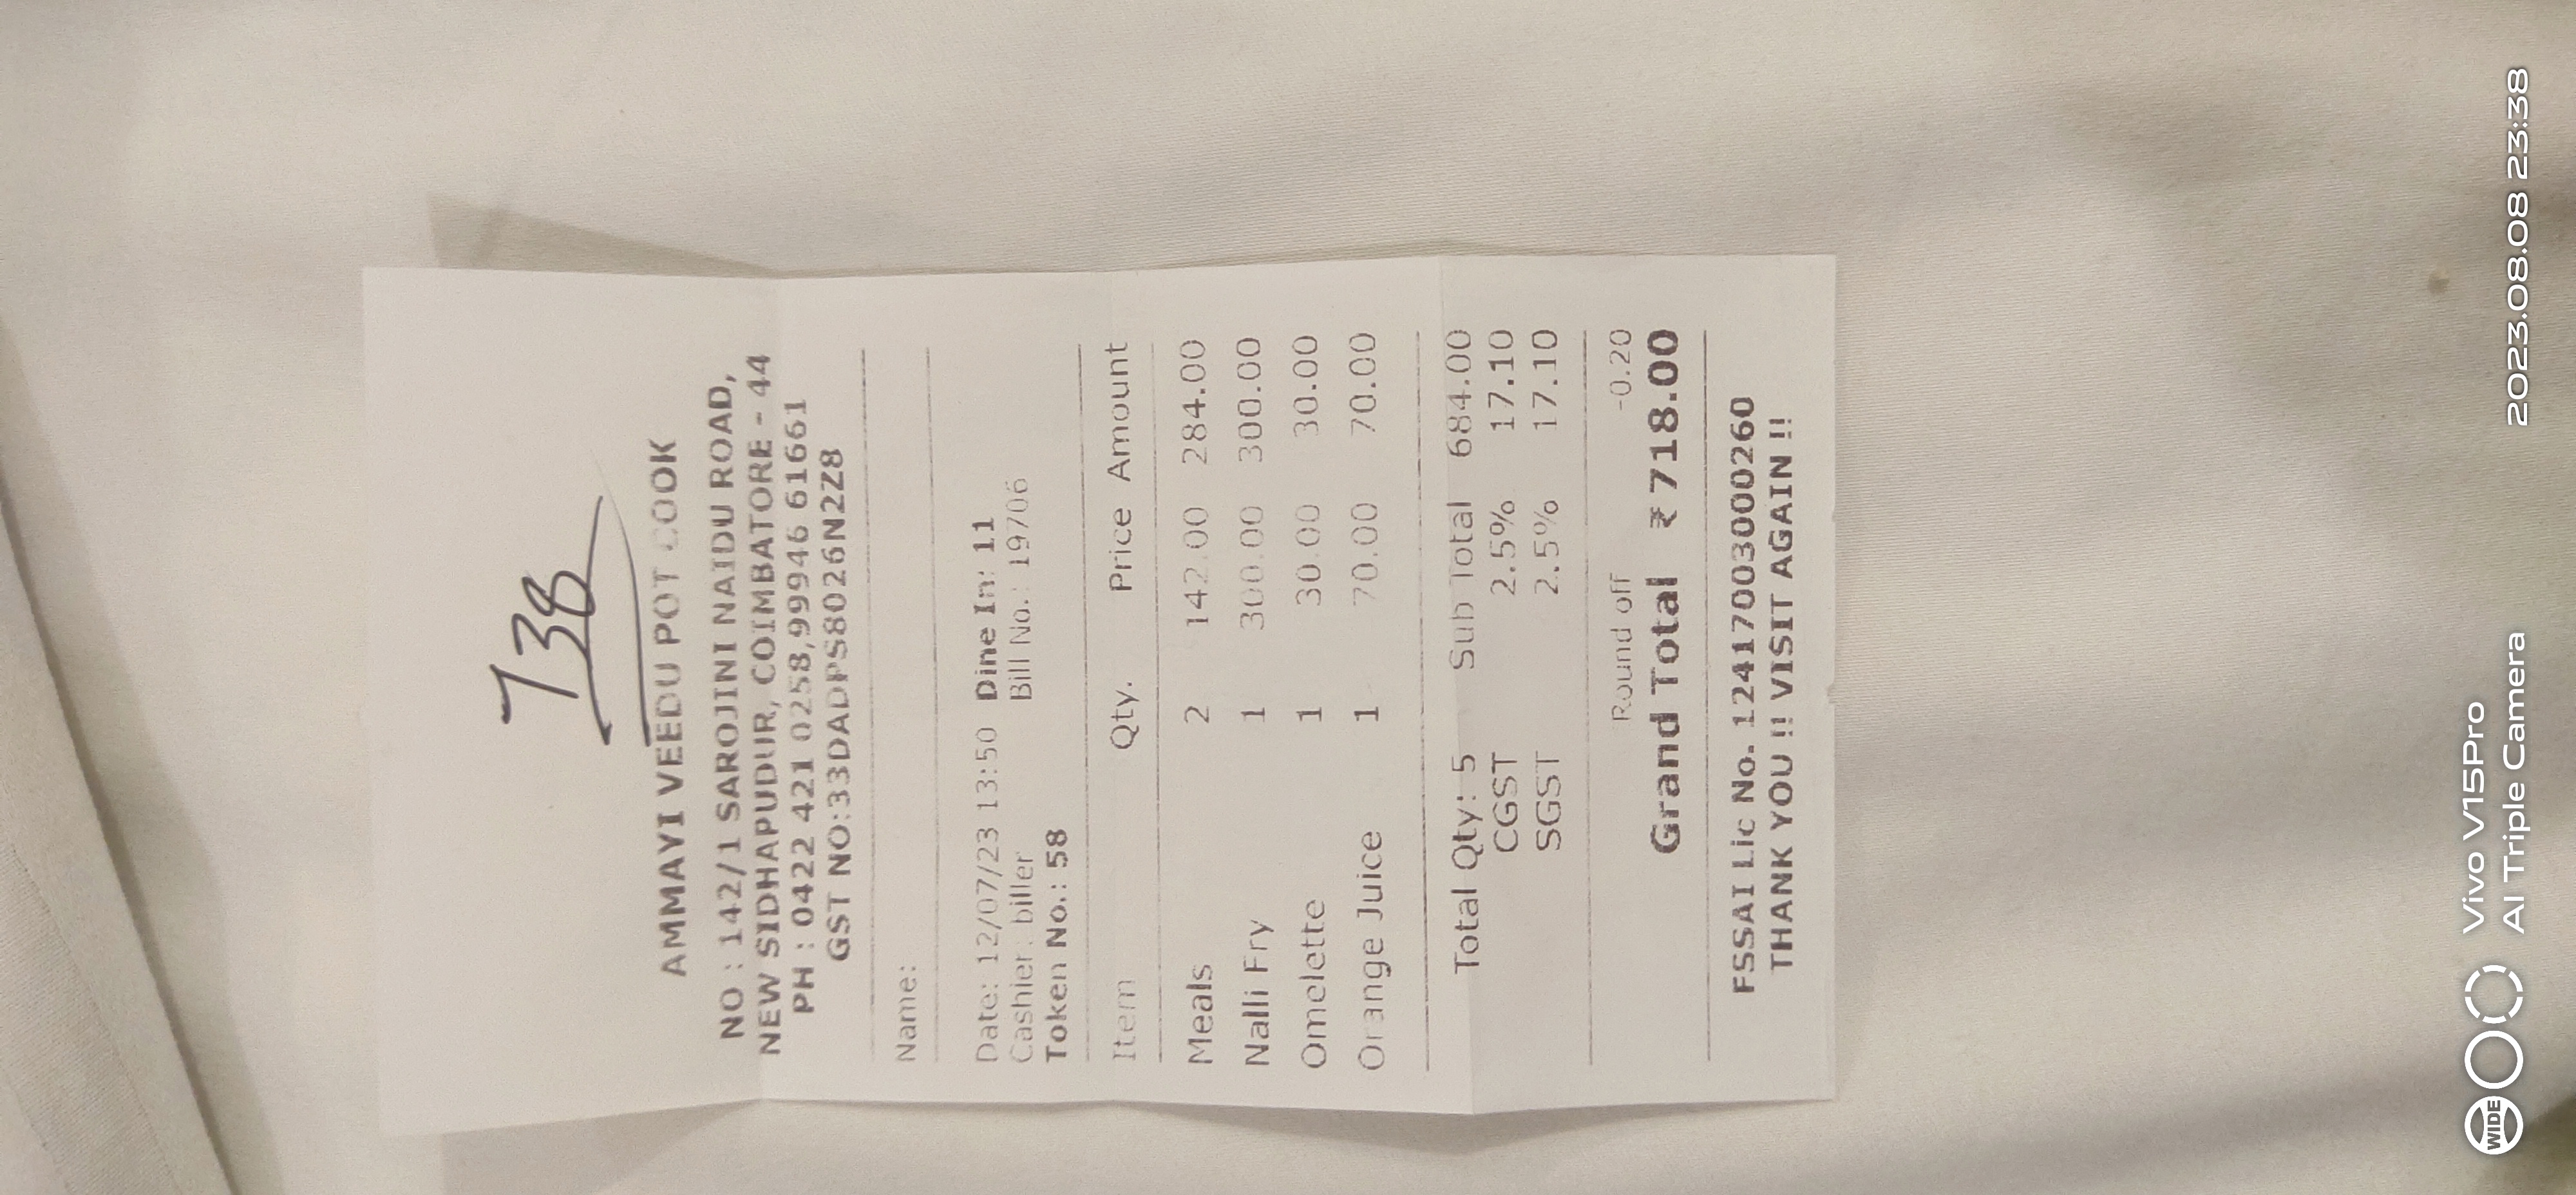 738
AMMAYI VEEDU POT COOK
NO : 142/1 SAROJINI NAIDU ROAD,
NEW SIDHAPUDUR, COIMBATORE - 44
PH : 0422 421 0258,99946 61661
GST NO:33DADPS8026N2Z8
Name:
Date: 12/07/23 13:50 Dine In: 11
Cashier: biller Bill No.: 19706
Token No.: 58
Item Qty. Price Amount
Meals 2 142.00 284.00
Nalli Fry 1 300.00 300.00
Omelette 1 30.00 30.00
Orange Juice 1 70.00 70.00
Total Qty: 5 Sub Total 684.00
CGST 2.5% 17.10
SGST 2.5% 17.10
Round off -0.20
Grand Total ₹ 718.00
FSSAI Lic No. 12417003000260
THANK YOU !! VISIT AGAIN !!
WIDE
Vivo V15Pro
AI Triple Camera
2023.08.08 23:38